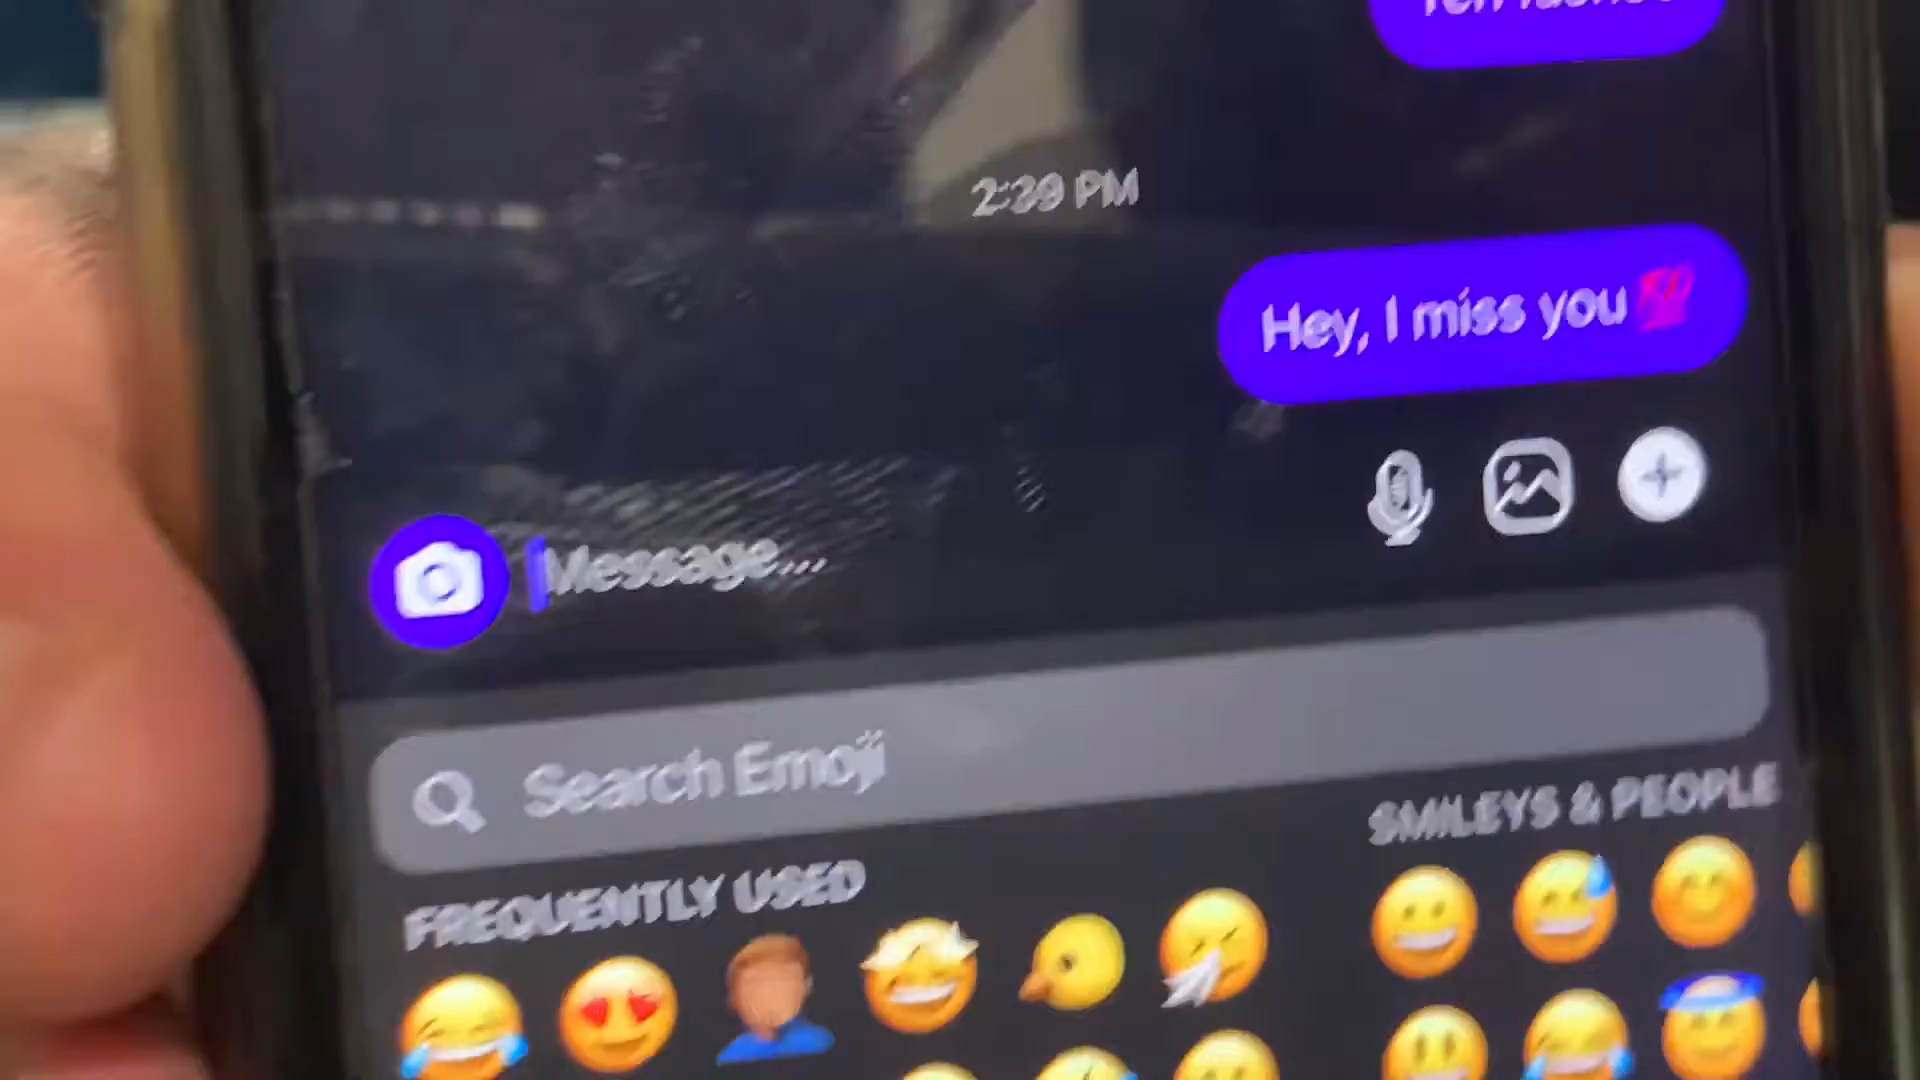 2:39 PM
Hey, I miss you 💯
Message...
Search Emoji
FREQUENTLY USED
SMILEYS & PEOPLE